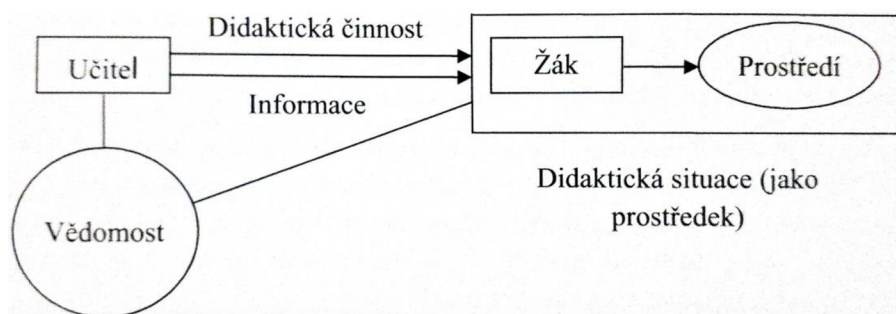 Didaktická činnost
Učitel
Žák
Prostředí
Informace
Didaktická situace (jako
prostředek)
Vědomost